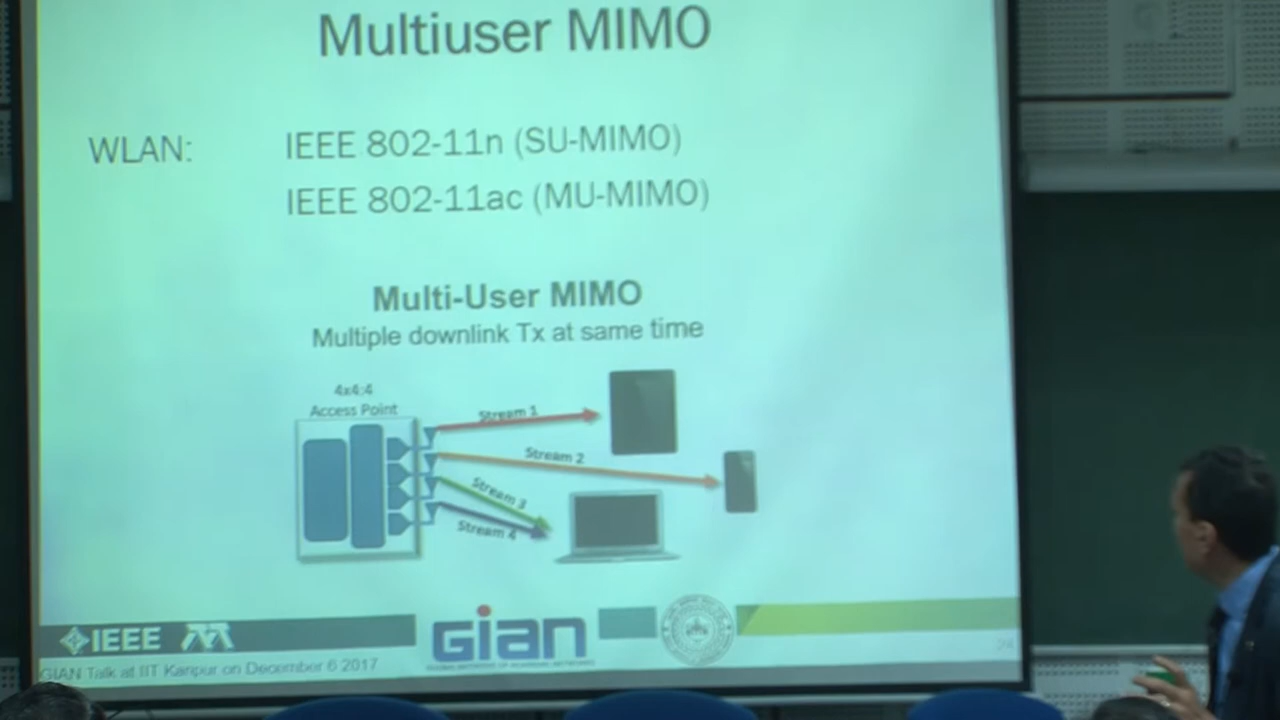 Multiuser MIMO
WLAN: IEEE 802-11n (SU-MIMO)
IEEE 802-11ac (MU-MIMO)
Multi-User MIMO
Multiple downlink Tx at same time
4x4:4
Access Point
Stream 1
Stream 2
Stream 3
Stream 4
IEEE
Gian
GIAN Talk at IIT Kanpur on December 6 2017